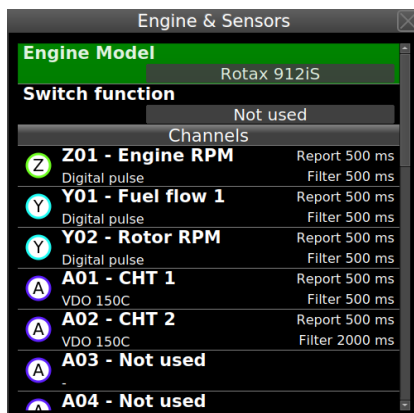 Engine & Sensors
Engine Model
Rotax 912iS
Switch function
Not used
Channels
Z Z01 - Engine RPM Report 500 ms
Digital pulse Filter 500 ms
Y Y01 - Fuel flow 1 Report 500 ms
Digital pulse Filter 500 ms
Y Y02 - Rotor RPM Report 500 ms
Digital pulse Filter 500 ms
A A01 - CHT 1 Report 500 ms
VDO 150C Filter 500 ms
A A02 - CHT 2 Report 500 ms
VDO 150C Filter 2000 ms
A A03 - Not used
-
A A04 - Not used